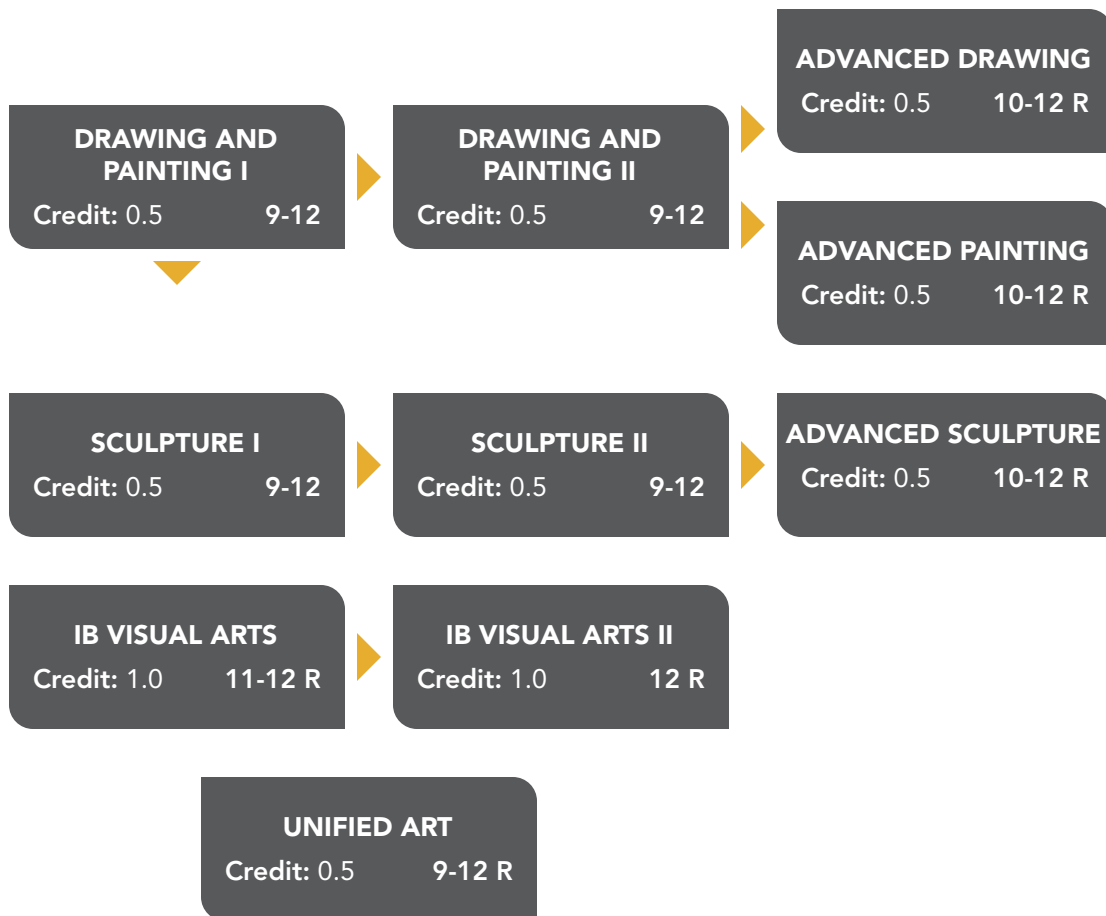 DRAWING AND
PAINTING I
Credit: 0.5 9-12
DRAWING AND
PAINTING II
Credit: 0.5 9-12
ADVANCED DRAWING
Credit: 0.5 10-12 R
ADVANCED PAINTING
Credit: 0.5 10-12 R
SCULPTURE I
Credit: 0.5 9-12
SCULPTURE II
Credit: 0.5 9-12
ADVANCED SCULPTURE
Credit: 0.5 10-12 R
IB VISUAL ARTS
Credit: 1.0 11-12 R
IB VISUAL ARTS II
Credit: 1.0 12 R
UNIFIED ART
Credit: 0.5 9-12 R